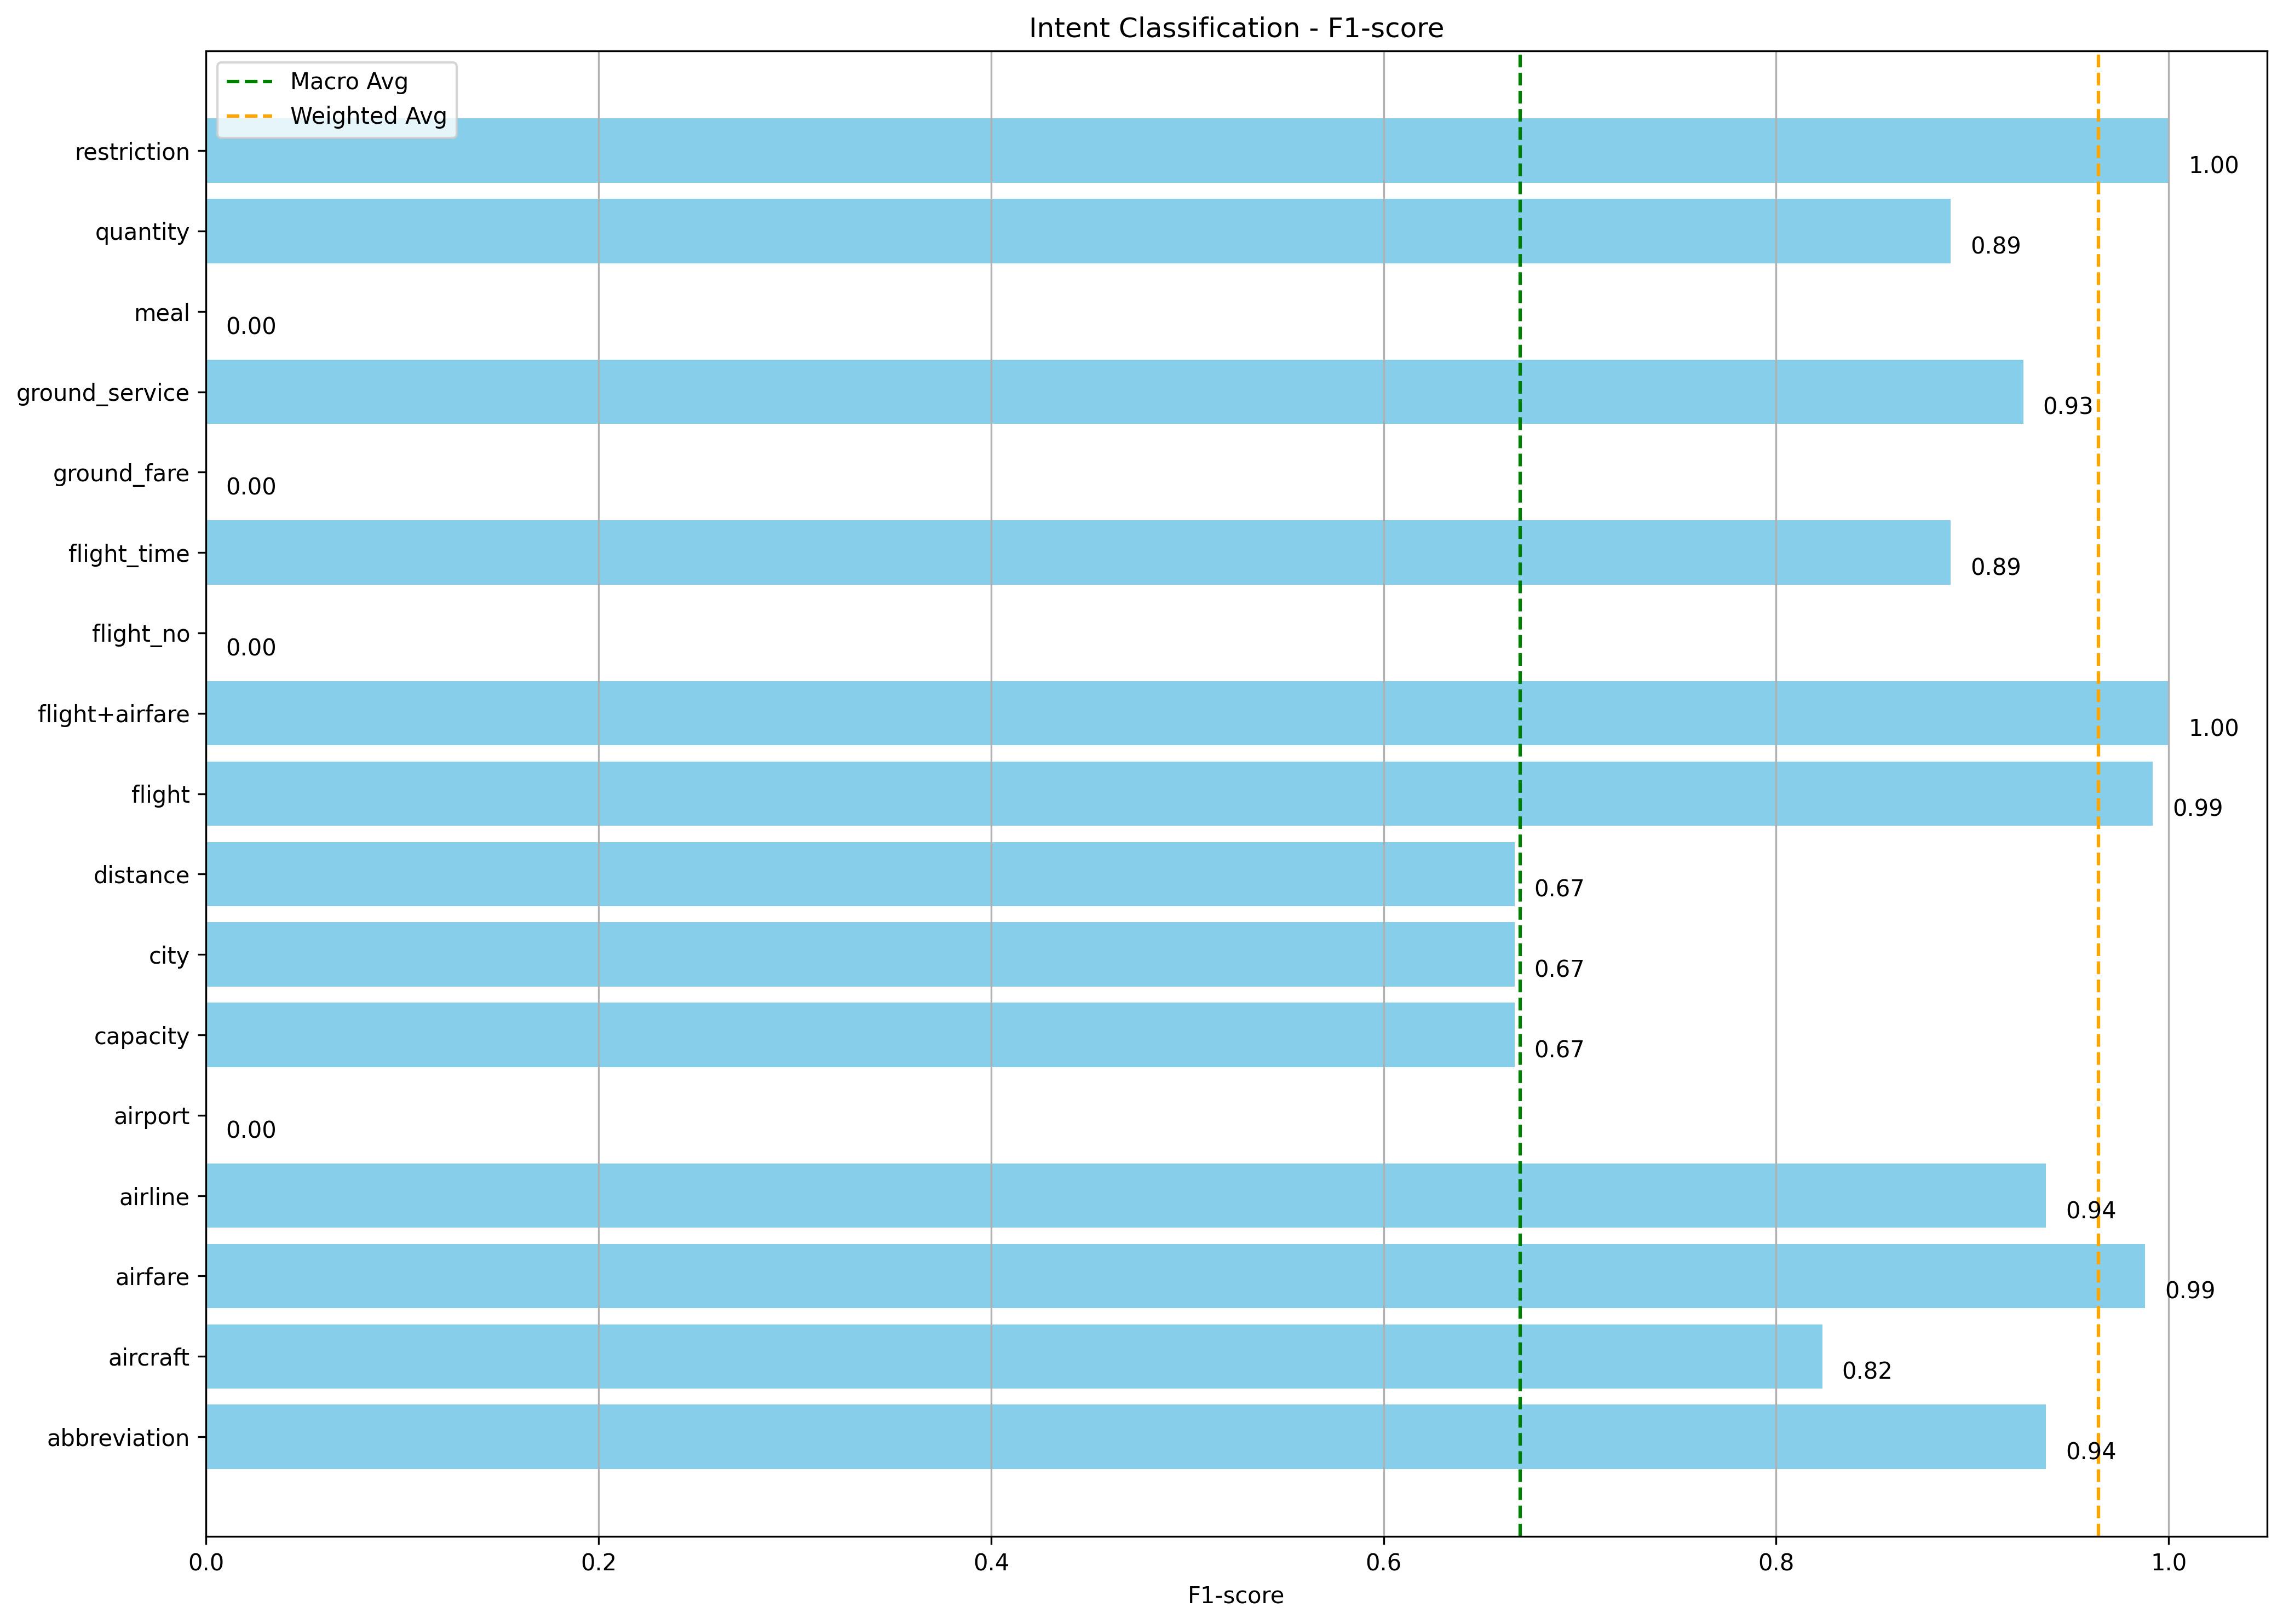 Intent Classification - F1-score
Macro Avg
Weighted Avg
restriction 1.00
quantity 0.89
meal 0.00
ground_service 0.93
ground_fare 0.00
flight_time 0.89
flight_no 0.00
flight+airfare 1.00
flight 0.99
distance 0.67
city 0.67
capacity 0.67
airport 0.00
airline 0.94
airfare 0.99
aircraft 0.82
abbreviation 0.94
0.0 0.2 0.4 0.6 0.8 1.0
F1-score